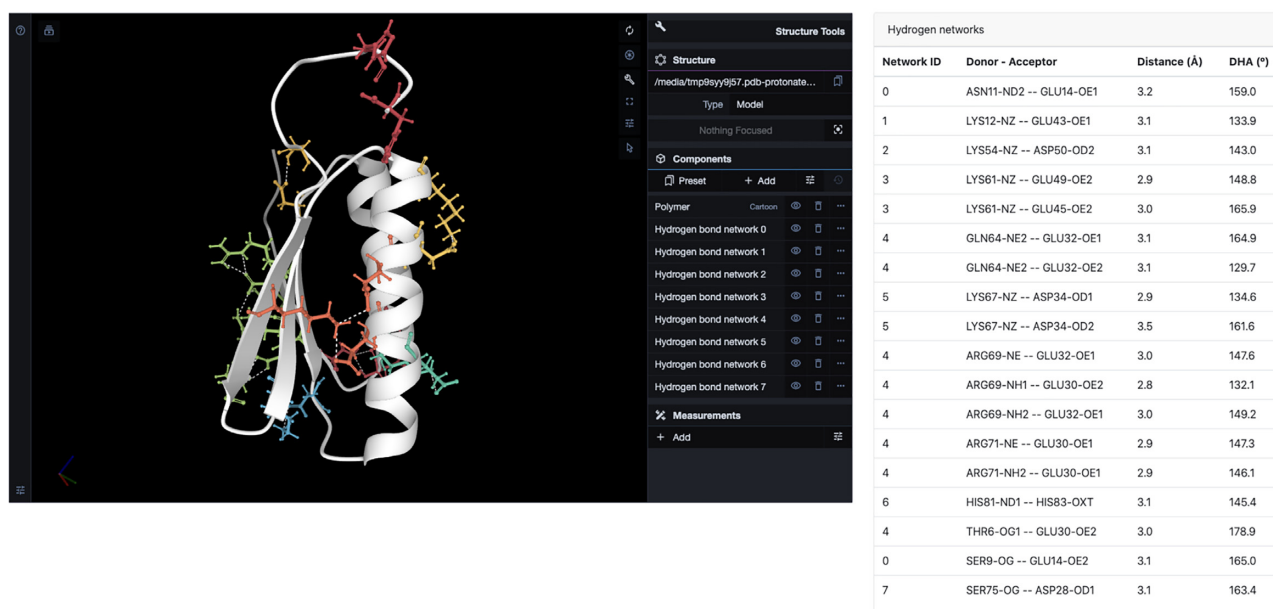 Structure Tools
Structure
/media/tmp9syy9j57.pdb-protonate...
Type Model
Nothing Focused
Components
Preset + Add
Polymer Cartoon
Hydrogen bond network 0
Hydrogen bond network 1
Hydrogen bond network 2
Hydrogen bond network 3
Hydrogen bond network 4
Hydrogen bond network 5
Hydrogen bond network 6
Hydrogen bond network 7
Measurements
+ Add
Hydrogen networks
Network ID Donor - Acceptor Distance (Å) DHA (º)
0 ASN11-ND2 -- GLU14-OE1 3.2 159.0
1 LYS12-NZ -- GLU43-OE1 3.1 133.9
2 LYS54-NZ -- ASP50-OD2 3.1 143.0
3 LYS61-NZ -- GLU49-OE2 2.9 148.8
3 LYS61-NZ -- GLU45-OE2 3.0 165.9
4 GLN64-NE2 -- GLU32-OE1 3.1 164.9
4 GLN64-NE2 -- GLU32-OE2 3.1 129.7
5 LYS67-NZ -- ASP34-OD1 2.9 134.6
5 LYS67-NZ -- ASP34-OD2 3.5 161.6
4 ARG69-NE -- GLU32-OE1 3.0 147.6
4 ARG69-NH1 -- GLU30-OE2 2.8 132.1
4 ARG69-NH2 -- GLU32-OE1 3.0 149.2
4 ARG71-NE -- GLU30-OE1 2.9 147.3
4 ARG71-NH2 -- GLU30-OE1 2.9 146.1
6 HIS81-ND1 -- HIS83-OXT 3.1 145.4
4 THR6-OG1 -- GLU30-OE2 3.0 178.9
0 SER9-OG -- GLU14-OE2 3.1 165.0
7 SER75-OG -- ASP28-OD1 3.1 163.4